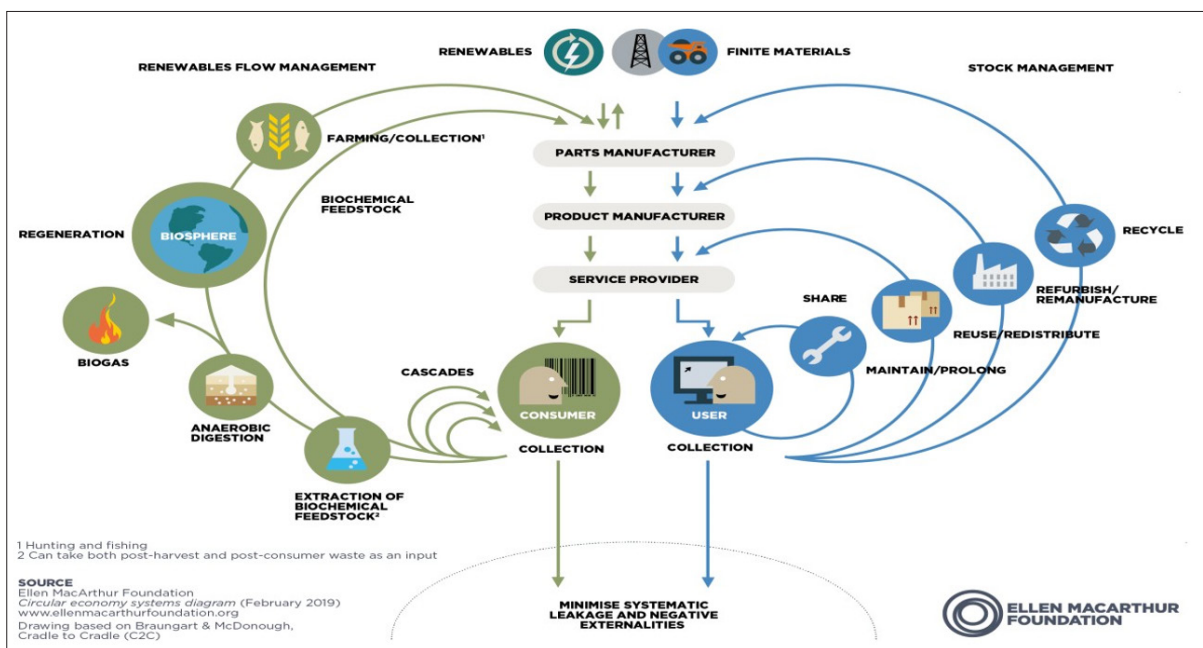 RENEWABLES
FINITE MATERIALS
RENEWABLES FLOW MANAGEMENT
STOCK MANAGEMENT
FARMING/COLLECTION¹
PARTS MANUFACTURER
BIOCHEMICAL
FEEDSTOCK
PRODUCT MANUFACTURER
REGENERATION
BIOSPHERE
RECYCLE
SERVICE PROVIDER
SHARE
REFURBISH/
REMANUFACTURE
REUSE/REDISTRIBUTE
BIOGAS
CASCADES
MAINTAIN/PROLONG
CONSUMER
USER
ANAEROBIC
DIGESTION
COLLECTION
COLLECTION
EXTRACTION OF
BIOCHEMICAL
FEEDSTOCK²
1 Hunting and fishing
2 Can take both post-harvest and post-consumer waste as an input
SOURCE
Ellen MacArthur Foundation
Circular economy systems diagram (February 2019)
www.ellenmacarthurfoundation.org
Drawing based on Braungart & McDonough,
Cradle to Cradle (C2C)
MINIMISE SYSTEMATIC
LEAKAGE AND NEGATIVE
EXTERNALITIES
ELLEN MACARTHUR
FOUNDATION